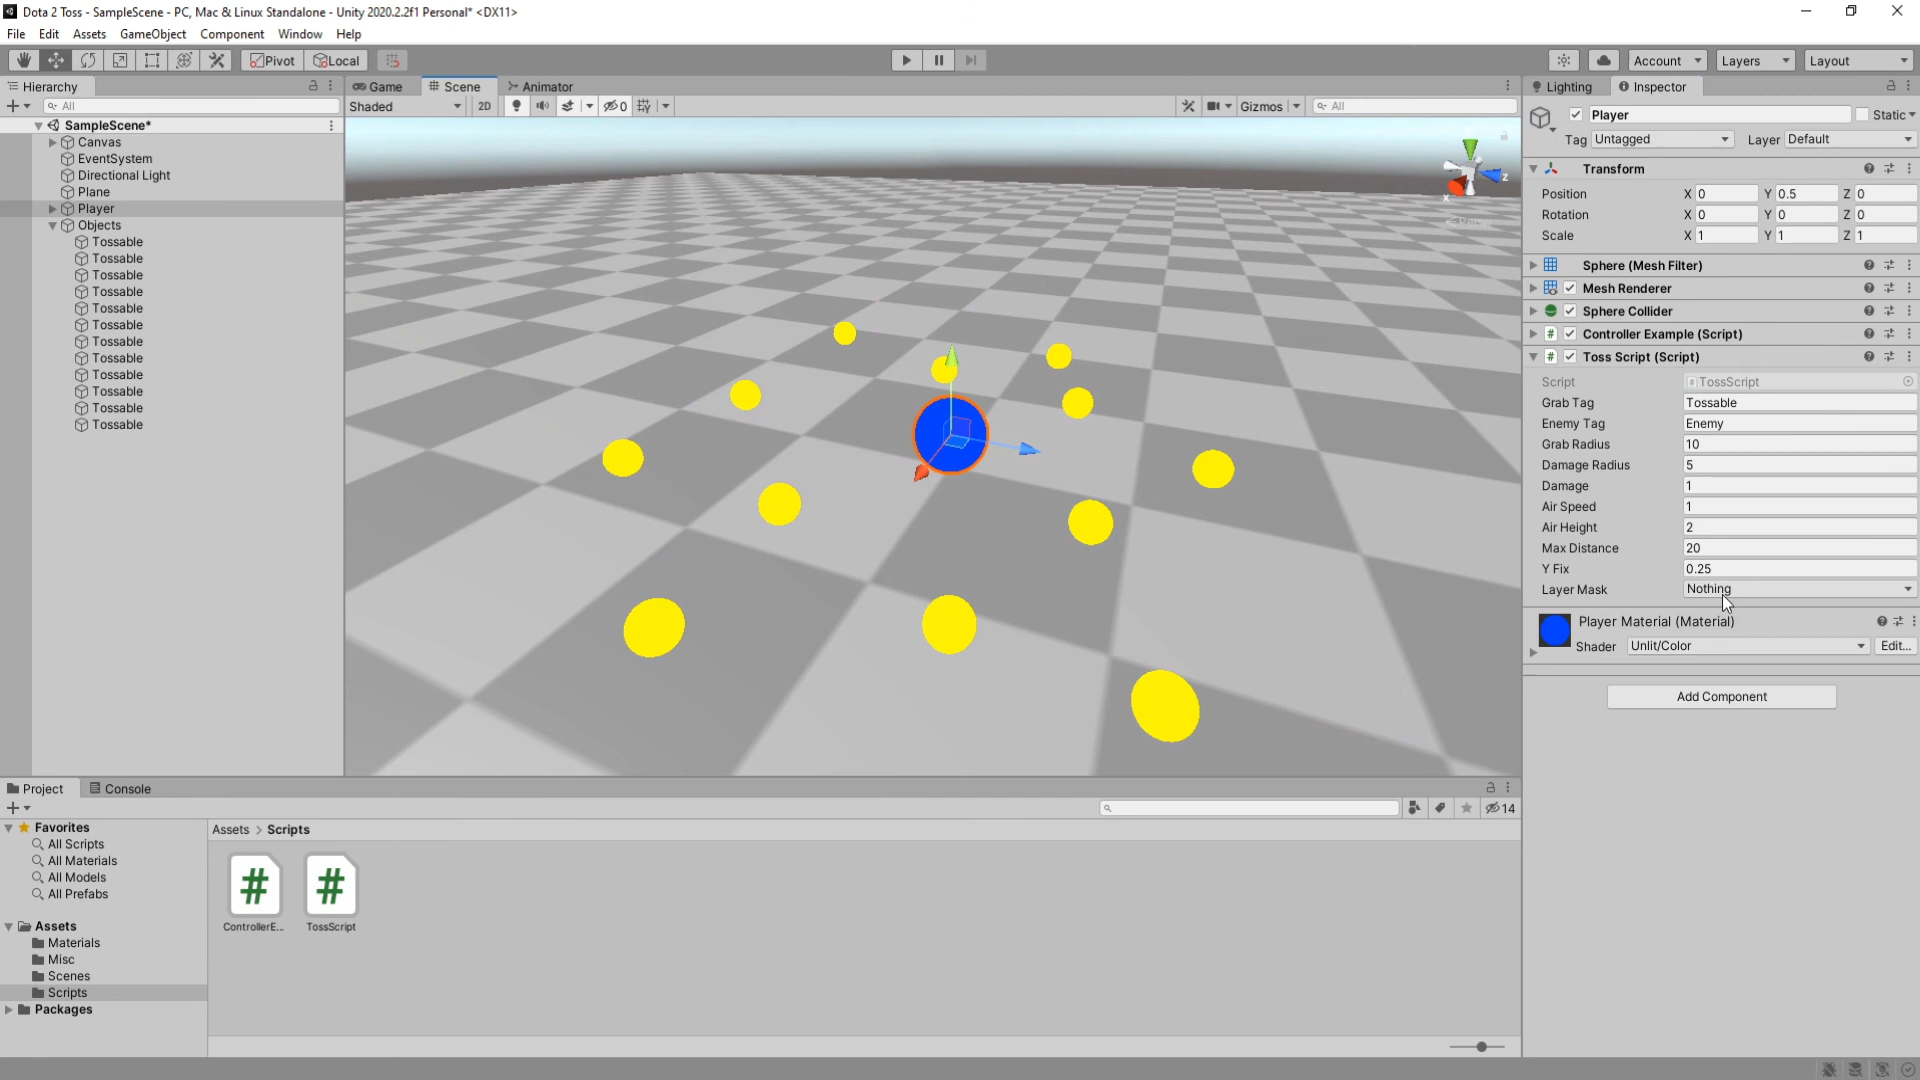 Dota 2 Toss - SampleScene - PC, Mac & Linux Standalone - Unity 2020.2.2f1 Personal* <DX11>
File Edit Assets GameObject Component Window Help
Pivot Local Account Layers Layout
Hierarchy
All
SampleScene*
Canvas
EventSystem
Directional Light
Plane
Player
Objects
Tossable
Tossable
Tossable
Tossable
Tossable
Tossable
Tossable
Tossable
Tossable
Tossable
Tossable
Tossable
Game Scene Animator
Shaded 2D 0 Gizmos All
x z
Persp
Lighting Inspector
Player Static
Tag Untagged Layer Default
Transform
Position X 0 Y 0.5 Z 0
Rotation X 0 Y 0 Z 0
Scale X 1 Y 1 Z 1
Sphere (Mesh Filter)
Mesh Renderer
Sphere Collider
# Controller Example (Script)
# Toss Script (Script)
Script # TossScript
Grab Tag Tossable
Enemy Tag Enemy
Grab Radius 10
Damage Radius 5
Damage 1
Air Speed 1
Air Height 2
Max Distance 20
Y Fix 0.25
Layer Mask Nothing
Player Material (Material)
Shader Unlit/Color Edit...
Add Component
Project Console
14
Favorites
All Scripts
All Materials
All Models
All Prefabs
Assets
Materials
Misc
Scenes
Scripts
Packages
Assets > Scripts
# #
ControllerE... TossScript